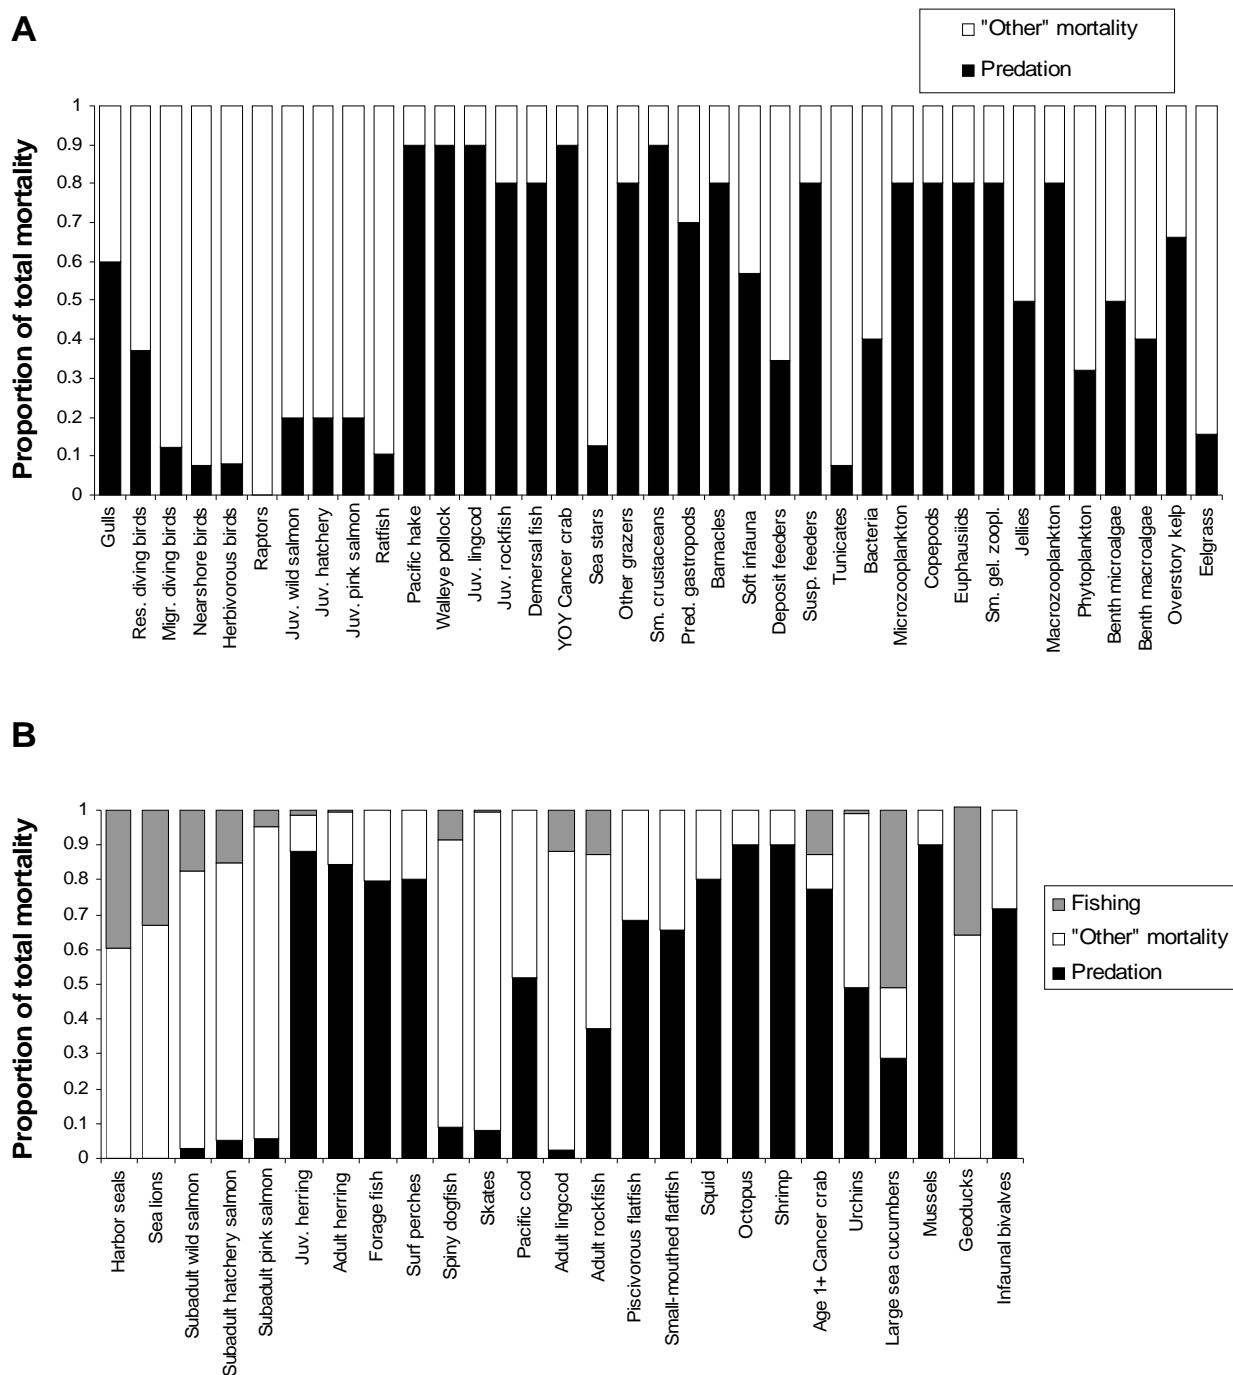 A
"Other" mortality
Predation
Proportion of total mortality
1
0.9
0.8
0.7
0.6
0.5
0.4
0.3
0.2
0.1
0
Gulls
Res. diving birds
Migr. diving birds
Nearshore birds
Herbivorous birds
Raptors
Juv. wild salmon
Juv. hatchery
Juv. pink salmon
Ratfish
Pacific hake
Walleye pollock
Juv. lingcod
Juv. rockfish
Demersal fish
YOY Cancer crab
Sea stars
Other grazers
Sm. crustaceans
Pred. gastropods
Barnacles
Soft infauna
Deposit feeders
Susp. feeders
Tunicates
Bacteria
Microzooplankton
Copepods
Euphausiids
Sm. gel. zoopl.
Jellies
Macrozooplankton
Phytoplankton
Benth microalgae
Benth macroalgae
Overstory kelp
Eelgrass
B
Proportion of total mortality
1
0.9
0.8
0.7
0.6
0.5
0.4
0.3
0.2
0.1
0
Fishing
"Other" mortality
Predation
Harbor seals
Sea lions
Subadult wild salmon
Subadult hatchery salmon
Subadult pink salmon
Juv. herring
Adult herring
Forage fish
Surf perches
Spiny dogfish
Skates
Pacific cod
Adult lingcod
Adult rockfish
Piscivorous flatfish
Small-mouthed flatfish
Squid
Octopus
Shrimp
Age 1+ Cancer crab
Urchins
Large sea cucumbers
Mussels
Geoducks
Infaunal bivalves